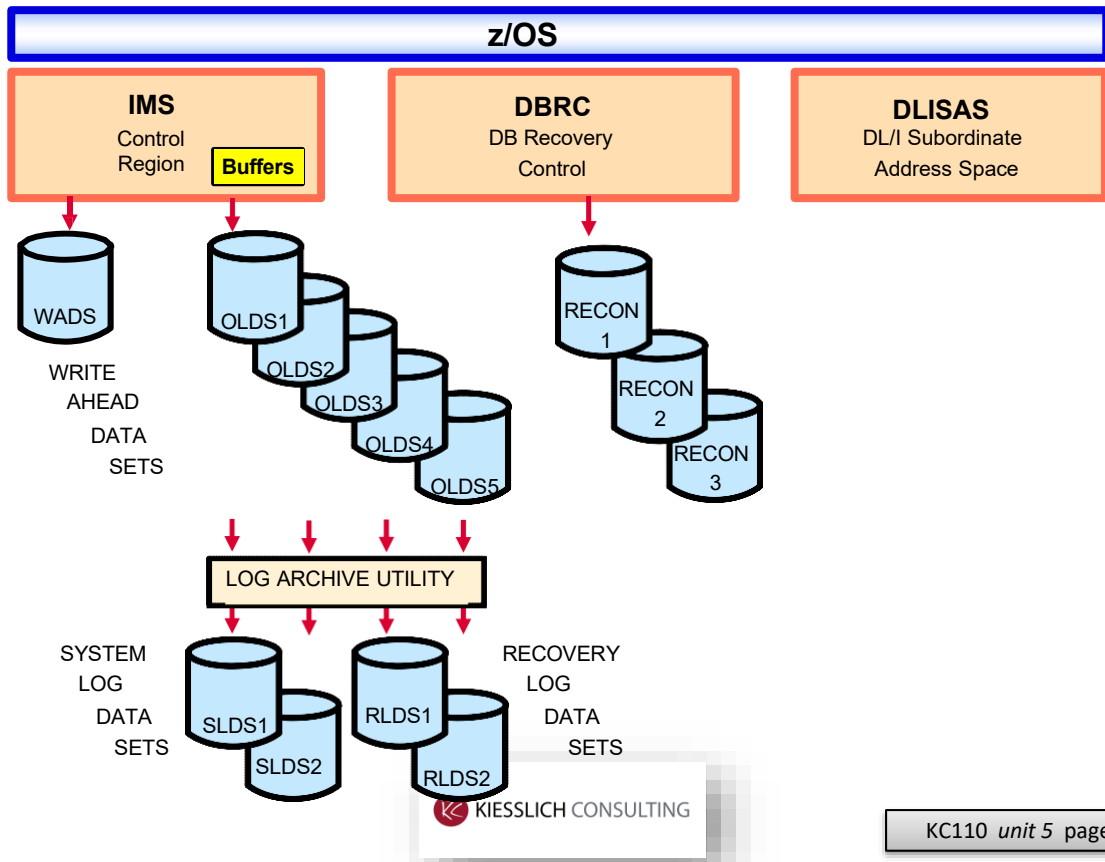 z/OS
IMS
Control
Region
Buffers
DBRC
DB Recovery
Control
DLISAS
DL/I Subordinate
Address Space
WADS
WRITE
AHEAD
DATA
SETS
OLDS1
OLDS2
OLDS3
OLDS4
OLDS5
RECON
1
RECON
2
RECON
3
LOG ARCHIVE UTILITY
SYSTEM
LOG
DATA
SETS
SLDS1
SLDS2
RLDS1
RLDS2
RECOVERY
LOG
DATA
SETS
KC KIESSLICH CONSULTING
KC110 unit 5 page